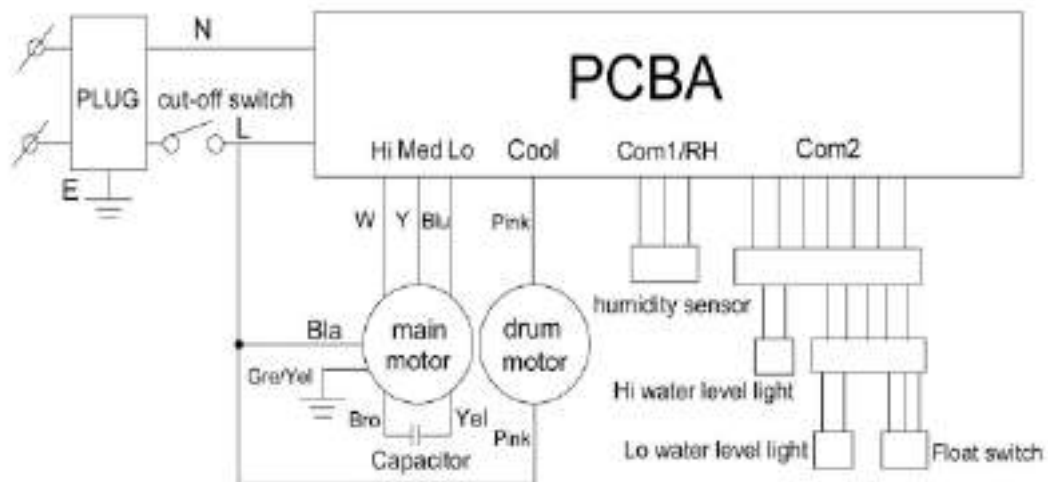 N
PCBA
PLUG
cut-off switch
L
Hi Med Lo
Cool
Com1/RH
Com2
E
W
Y
Blu
Pink
humidity sensor
Bla
main
motor
drum
motor
Gre/Yel
Hi water level light
Bro
Yel
Pink
Capacitor
Lo water level light
Float switch